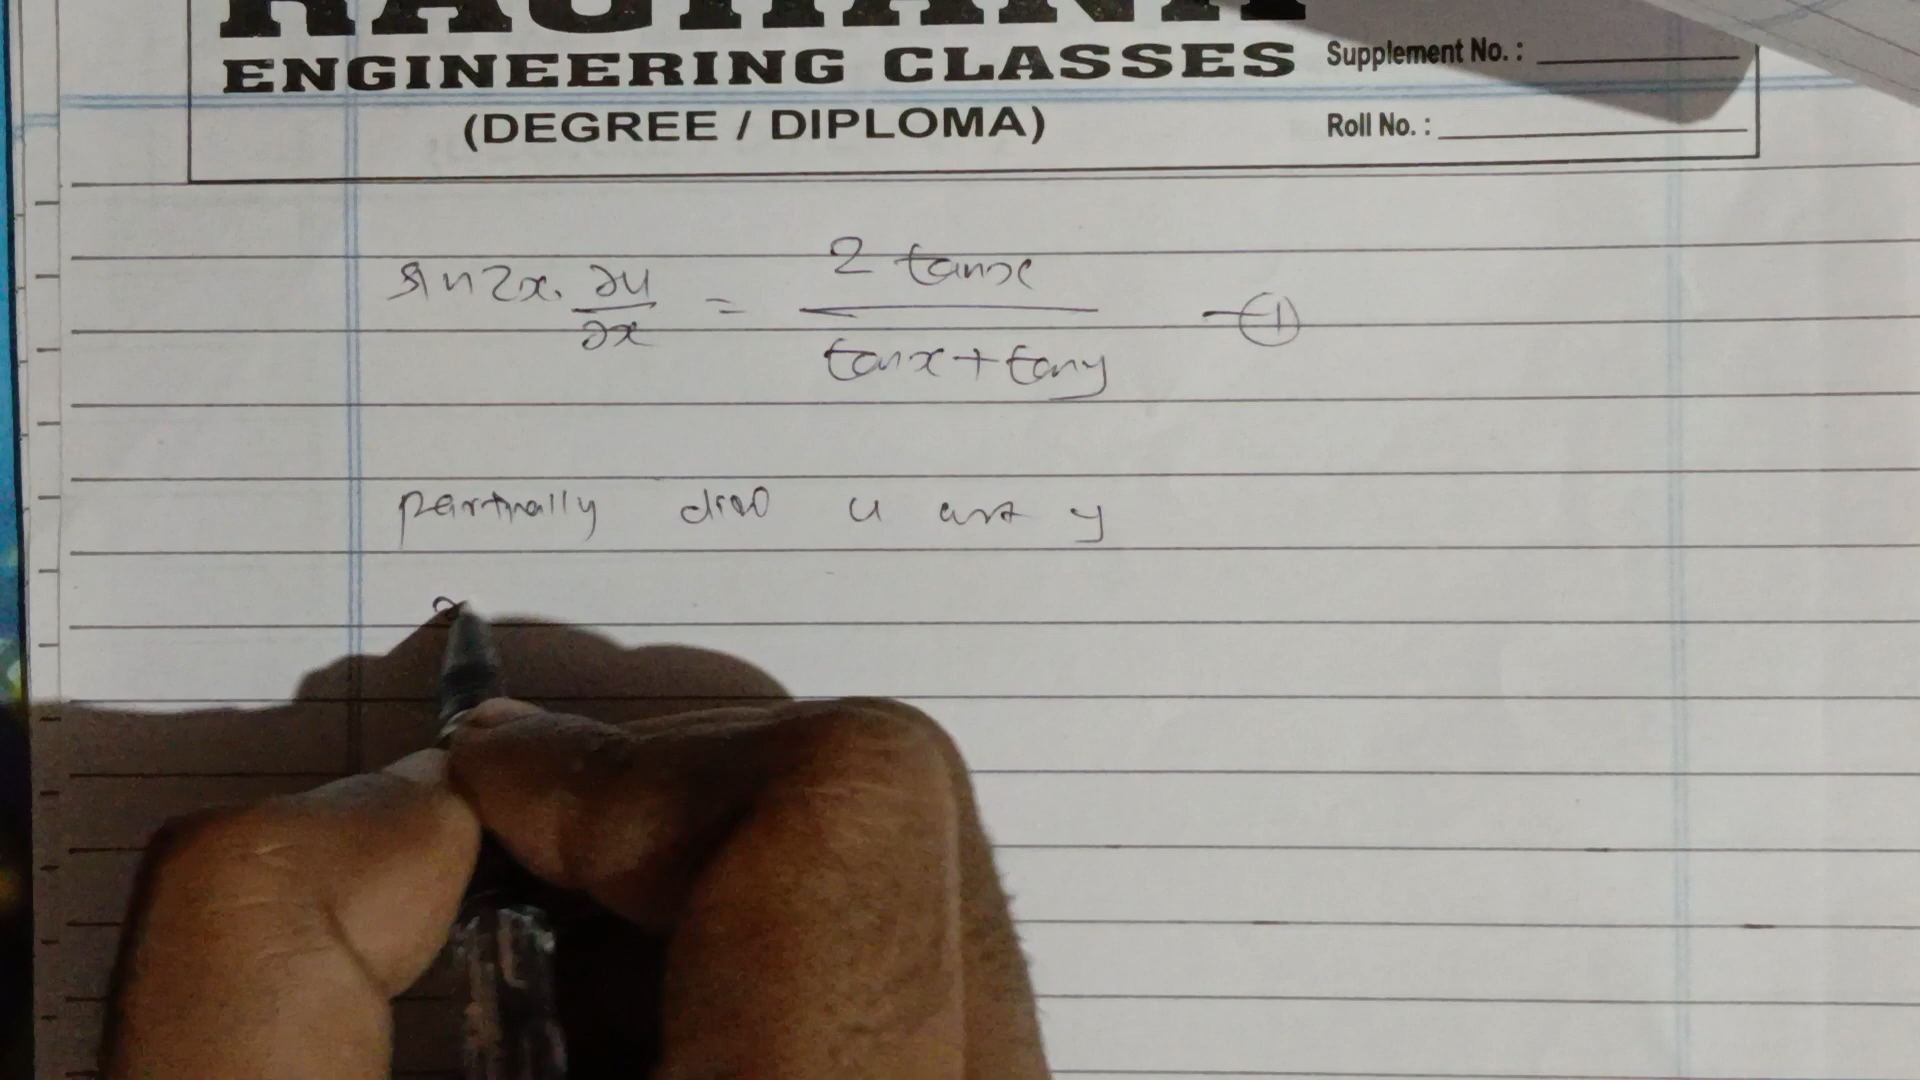 ENGINEERING CLASSES
(DEGREE / DIPLOMA)
Supplement No. :
Roll No. :
sin2x. ∂u/∂x = 2 tanx / tanx + tany — ①
partially diff u wrt y
∂